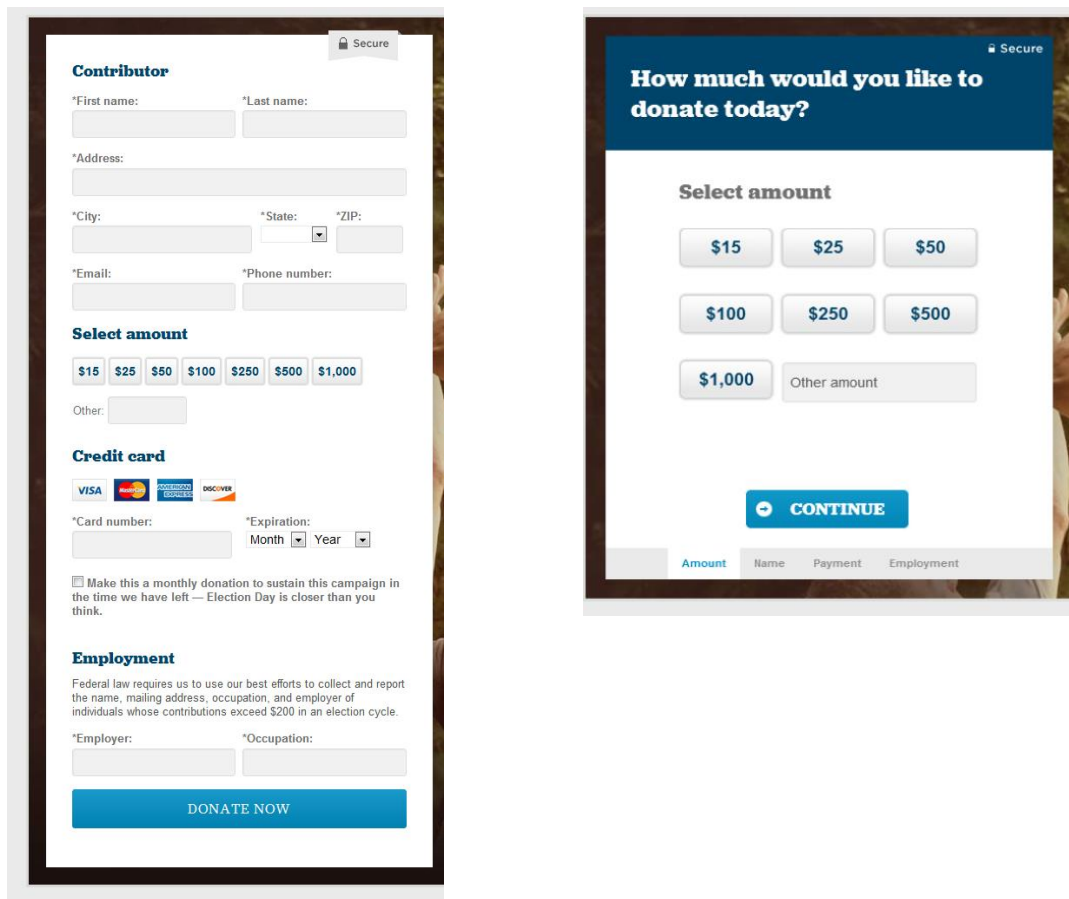 Secure
Contributor
*First name: *Last name:
*Address:
*City: *State: *ZIP:
*Email: *Phone number:
Select amount
$15 $25 $50 $100 $250 $500 $1,000
Other:
Credit card
VISA MasterCard AMERICAN EXPRESS DISCOVER
*Card number: *Expiration:
Month Year
Make this a monthly donation to sustain this campaign in
the time we have left — Election Day is closer than you
think.
Employment
Federal law requires us to use our best efforts to collect and report
the name, mailing address, occupation, and employer of
individuals whose contributions exceed $200 in an election cycle.
*Employer: *Occupation:
DONATE NOW
Secure
How much would you like to
donate today?
Select amount
$15 $25 $50
$100 $250 $500
$1,000 Other amount
CONTINUE
Amount Name Payment Employment